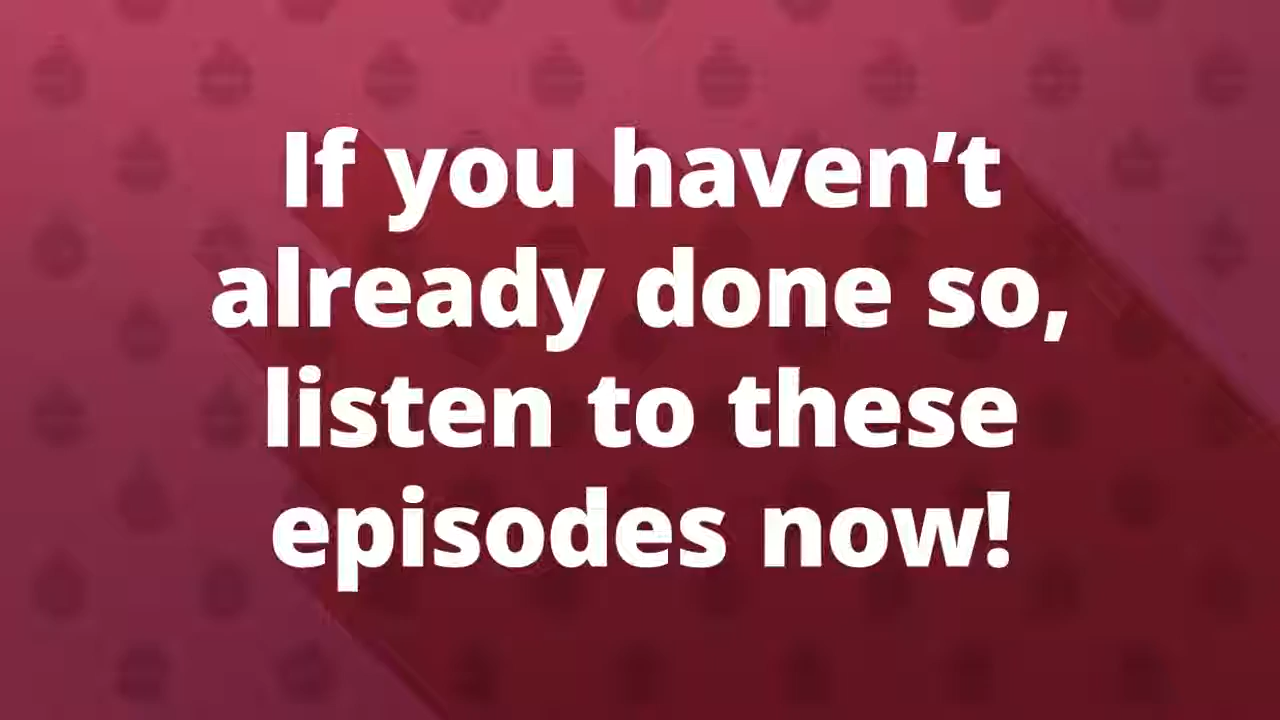 If you haven’t
already done so,
listen to these
episodes now!